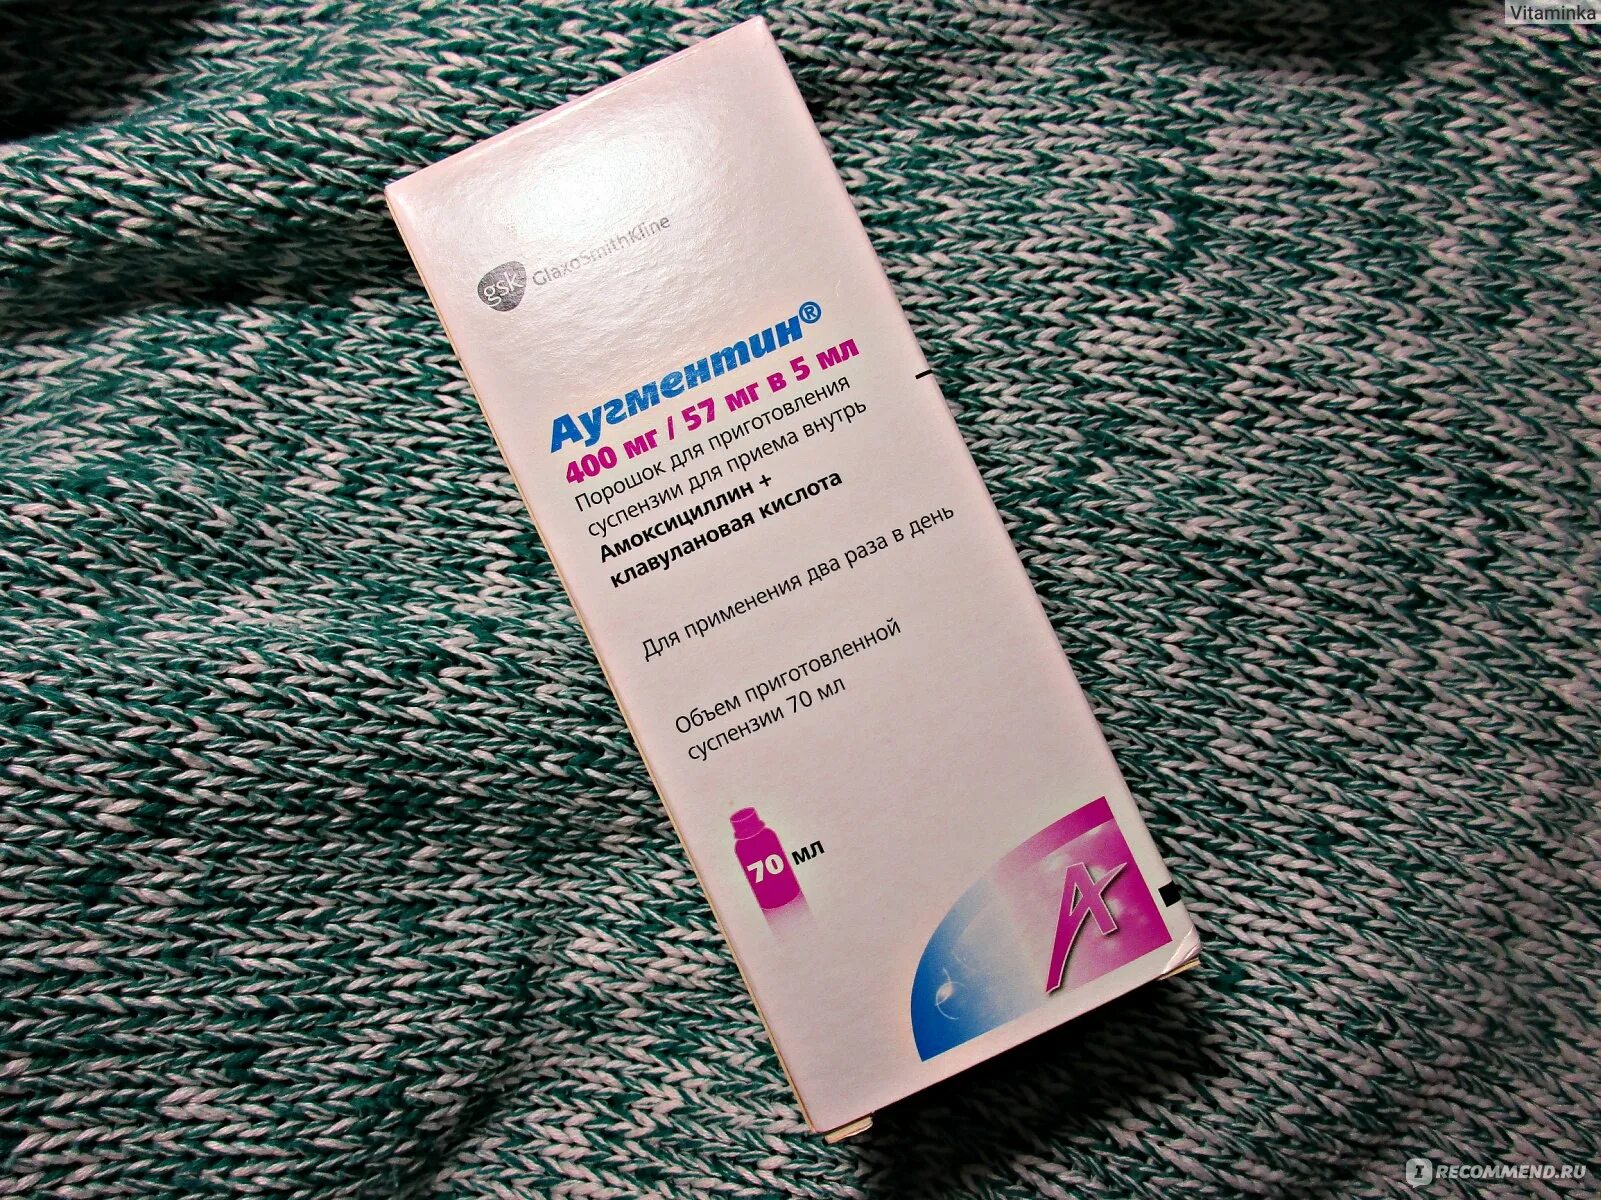 Vitaminka
gsk GlaxoSmithKline
Аугментин®
400 мг / 57 мг в 5 мл
Порошок для приготовления
суспензии для приема внутрь
Амоксициллин +
клавулановая кислота
Для применения два раза в день
Объем приготовленной
суспензии 70 мл
70 мл
A
IRECOMMEND.RU